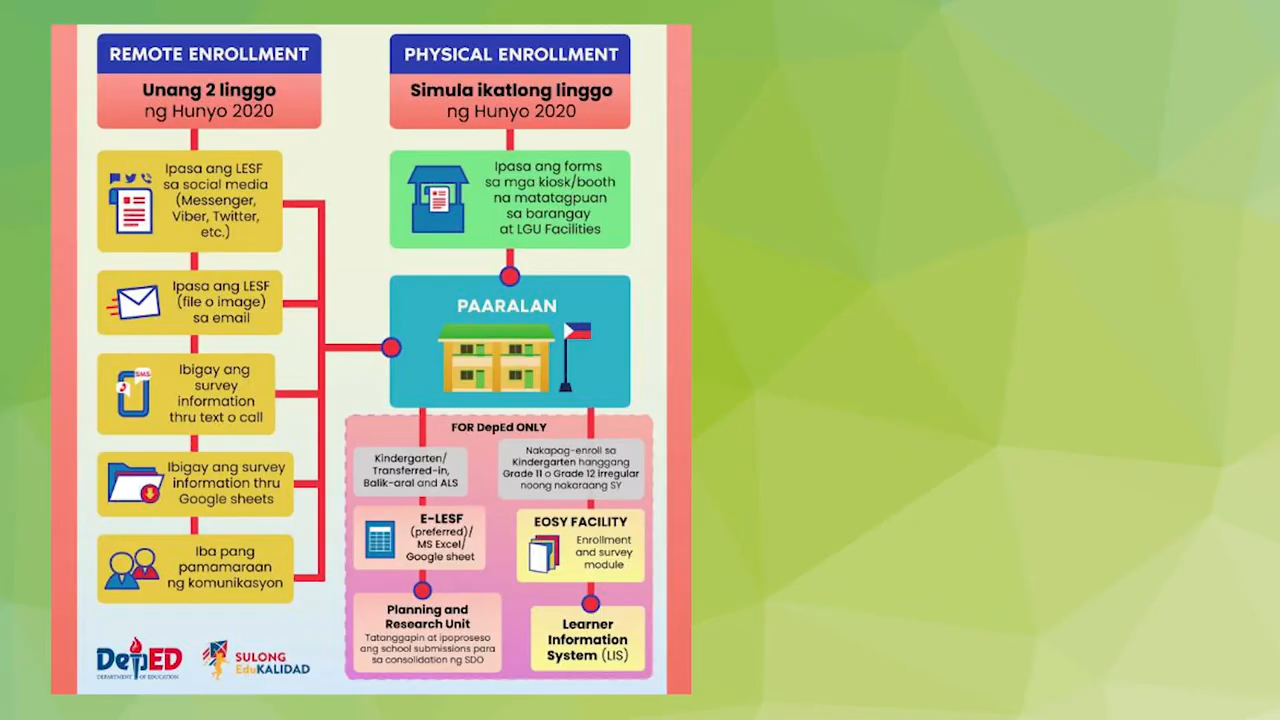 REMOTE ENROLLMENT
Unang 2 linggo
ng Hunyo 2020
Ipasa ang LESF
sa social media
(Messenger,
Viber, Twitter,
etc.)
Ipasa ang LESF
(file o image)
sa email
SMS
Ibigay ang
survey
information
thru text o call
Ibigay ang survey
information thru
Google sheets
Iba pang
pamamaraan
ng komunikasyon
PHYSICAL ENROLLMENT
Simula ikatlong linggo
ng Hunyo 2020
Ipasa ang forms
sa mga kiosk/booth
na matatagpuan
sa barangay
at LGU Facilities
PAARALAN
FOR DepEd ONLY
Kindergarten/
Transferred-in,
Balik-aral and ALS
E-LESF
(preferred)/
MS Excel/
Google sheet
Planning and
Research Unit
Tatanggapin at ipoproseso
ang school submissions para
sa consolidation ng SDO
Nakapag-enroll sa
Kindergarten hanggang
Grade 11 o Grade 12 irregular
noong nakaraang SY
EOSY FACILITY
Enrollment
and survey
module
Learner
Information
System (LIS)
DepED
DEPARTMENT OF EDUCATION
SULONG
EduKALIDAD